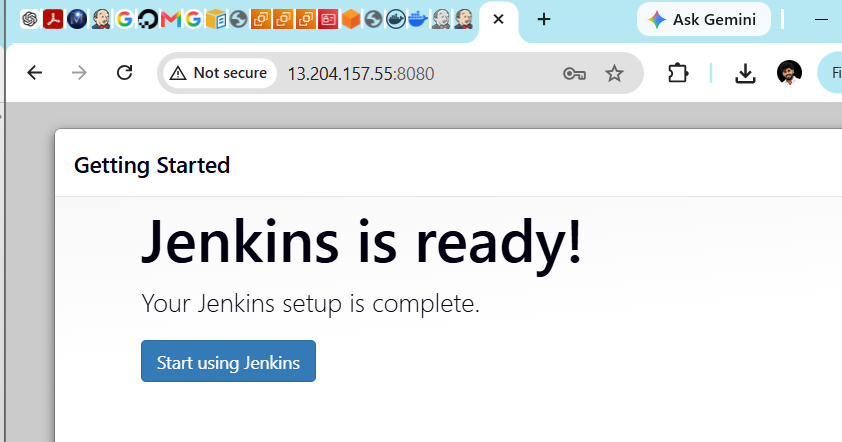 Ask Gemini
Not secure
13.204.157.55:8080
Fi
Getting Started
Jenkins is ready!
Your Jenkins setup is complete.
Start using Jenkins